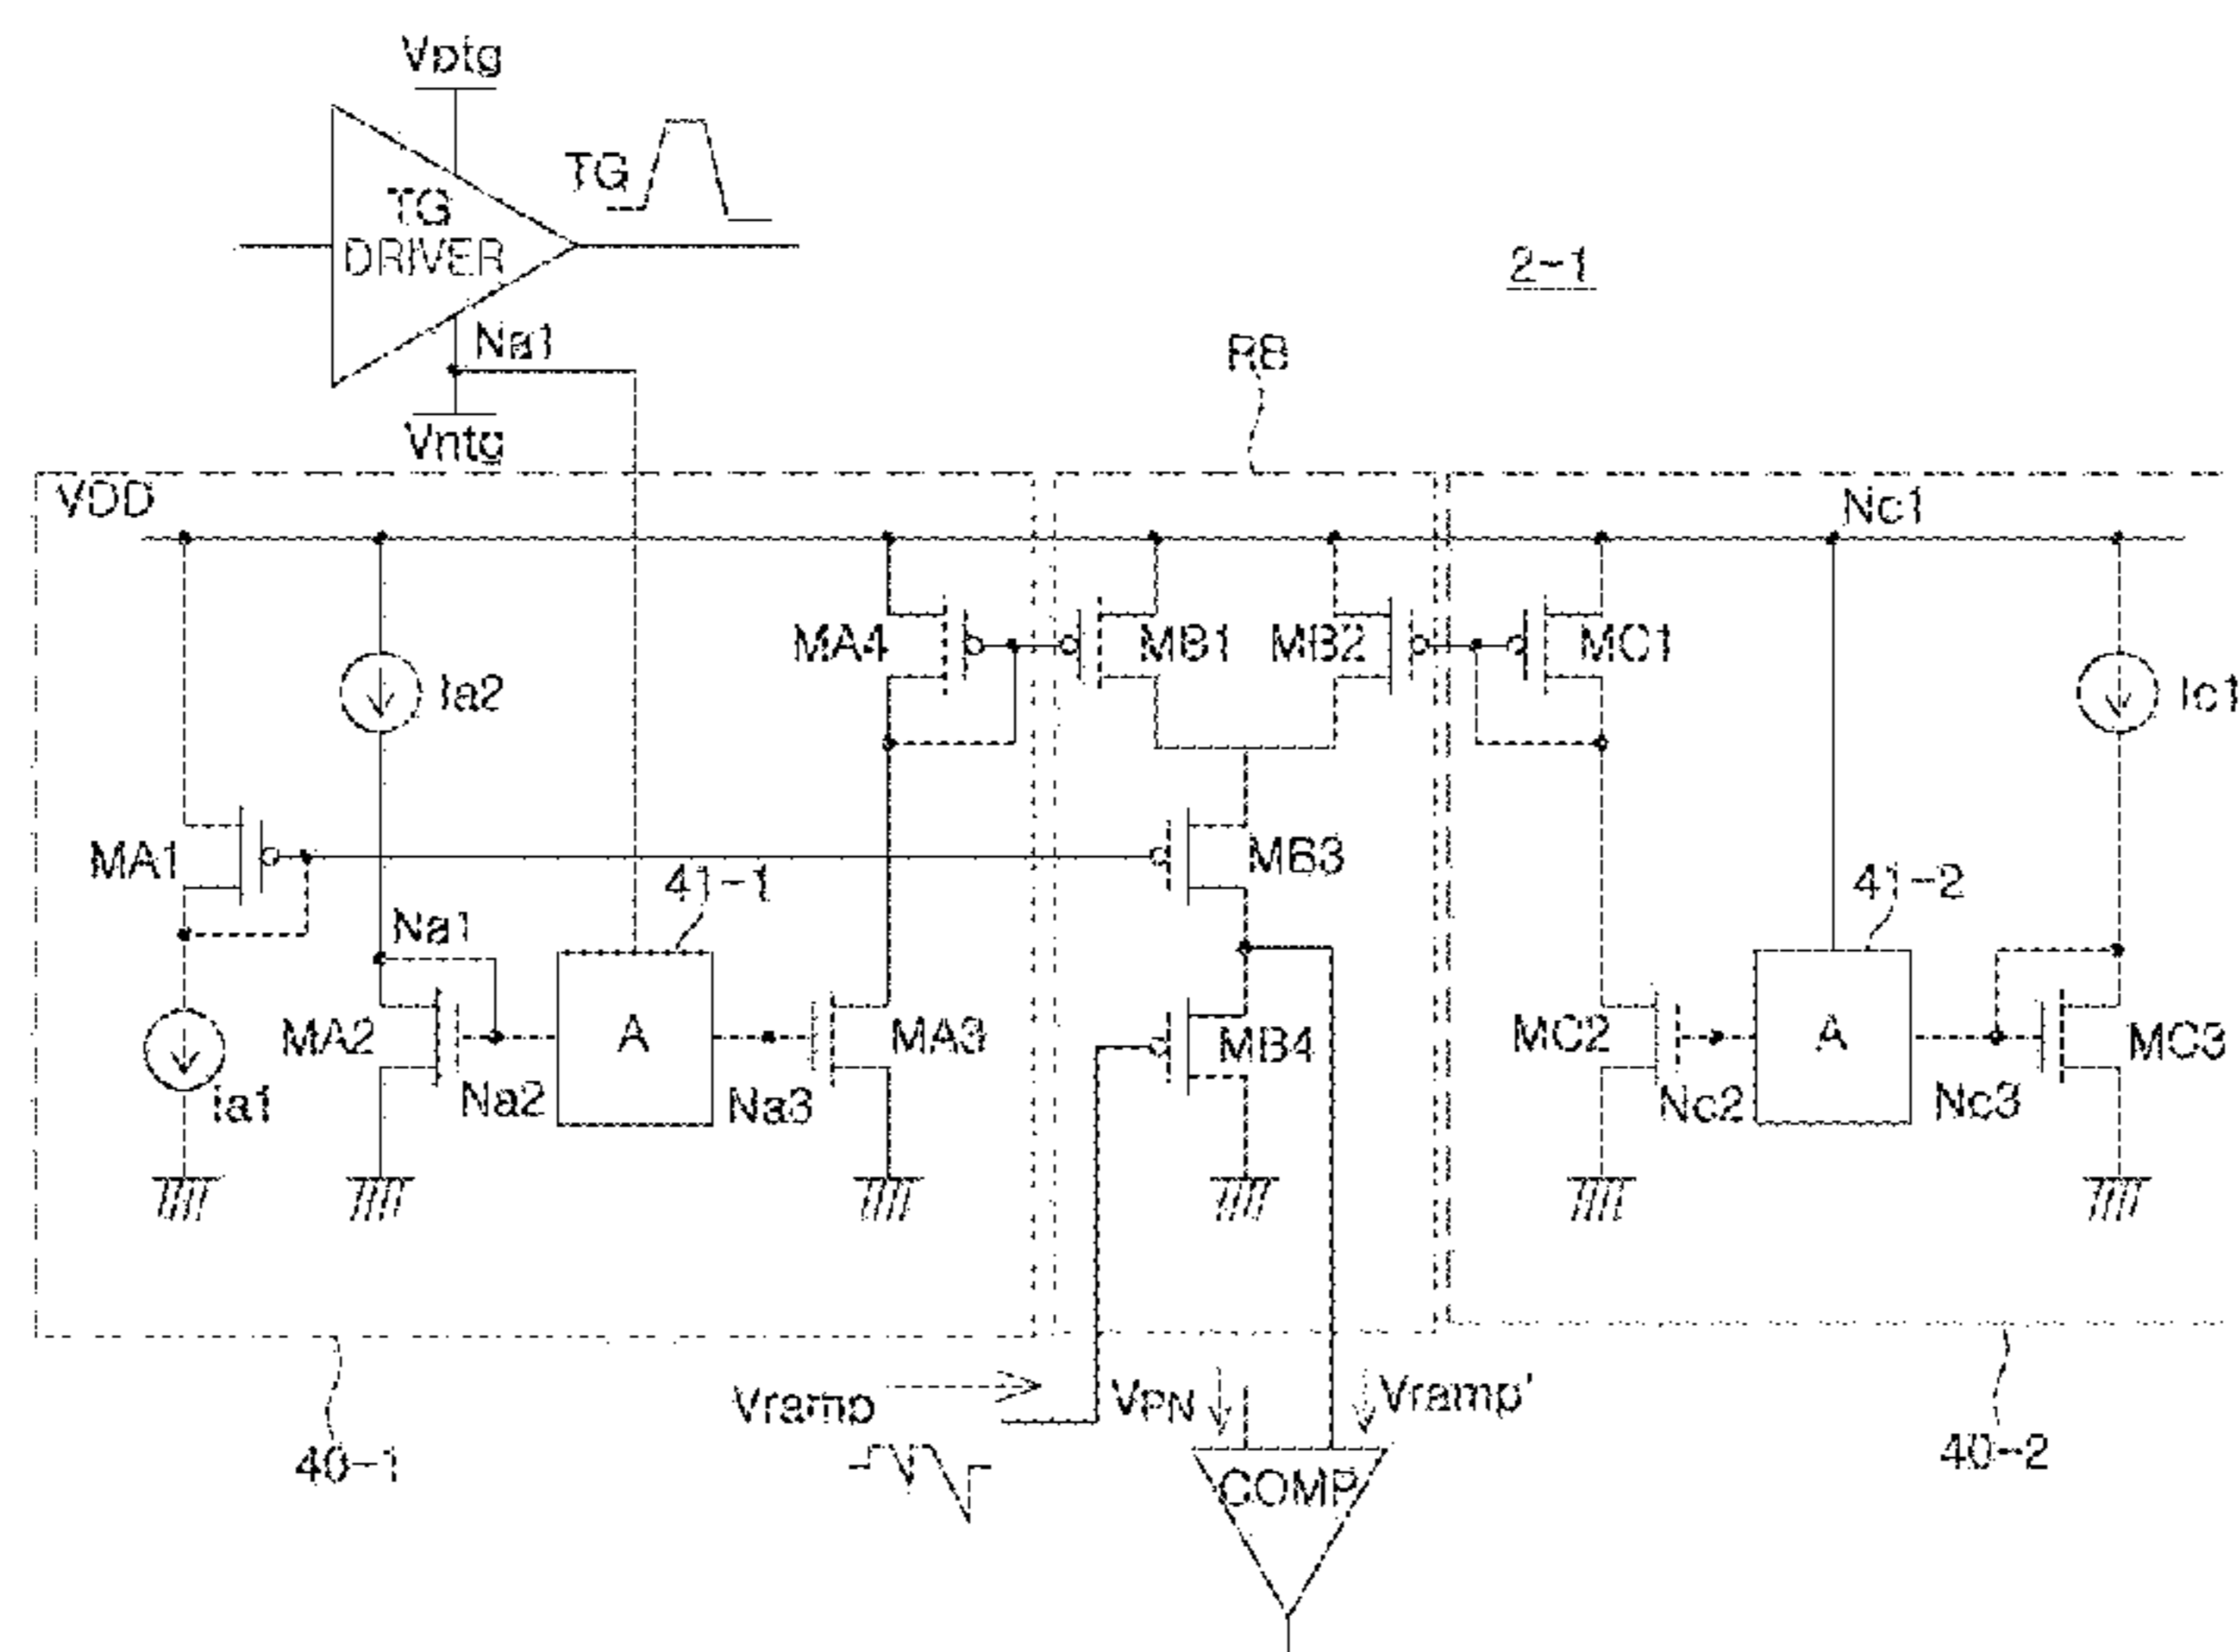 Vptg
TG
TG
DRIVER
2-1
Na1
RB
Vntg
VDD
Nc1
MA4
MB1
MB2
MC1
Ia2
Ic1
MA1
MB3
41-1
41-2
Na1
MA2
A
MA3
MB4
MC2
A
MC3
Ia1
Na2
Na3
Nc2
Nc3
Vramp
VPN
Vramp'
40-1
COMP
40-2